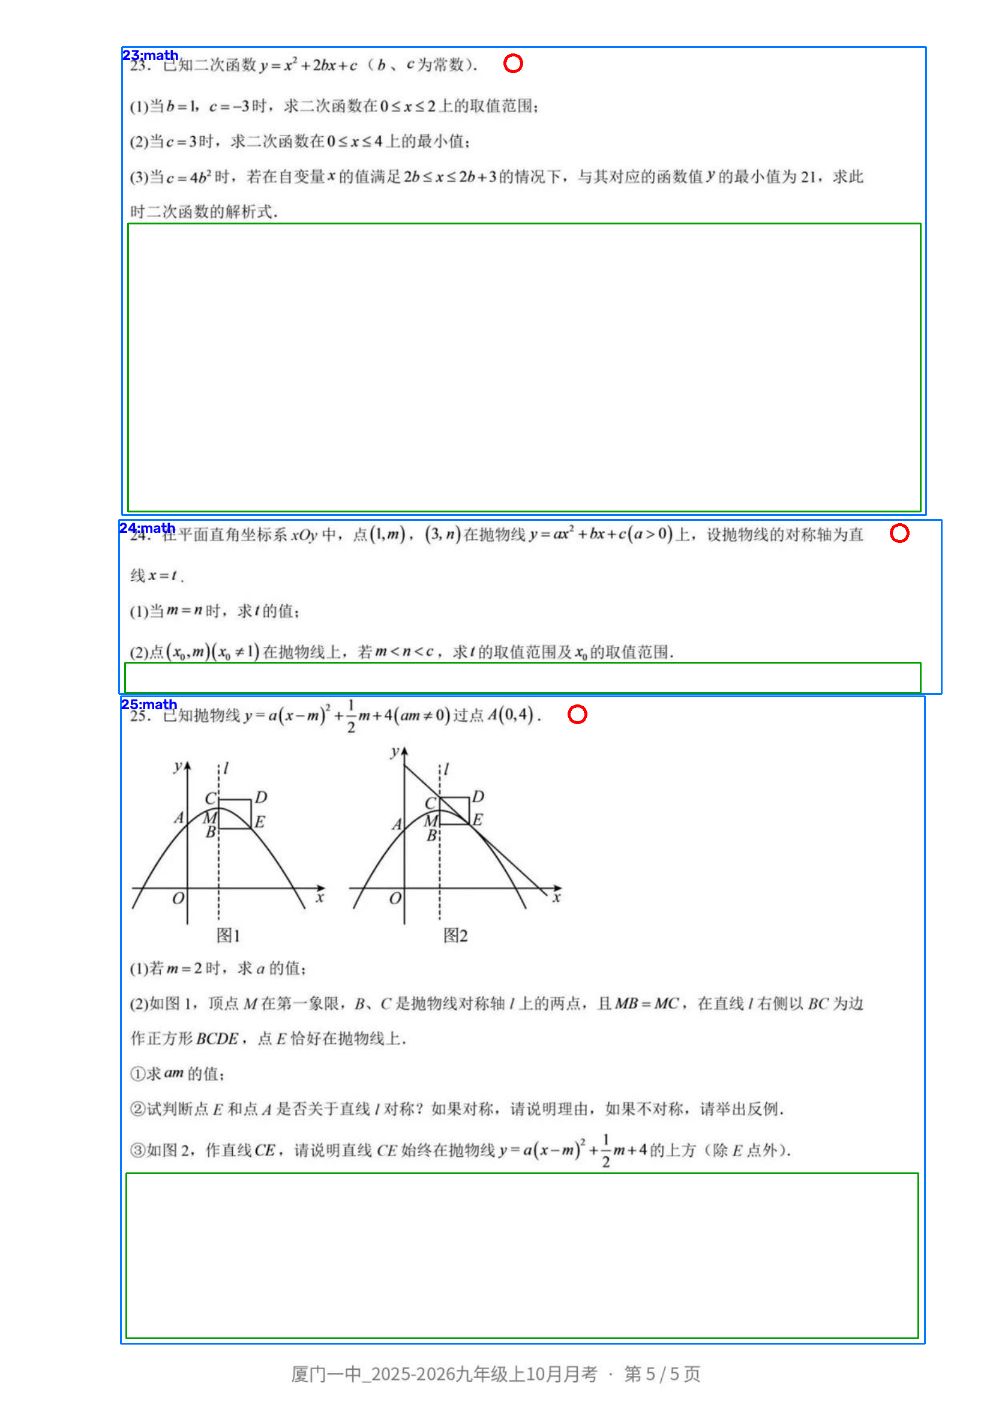 23:math
23. 已知二次函数 y = x² + 2bx + c（b、c为常数）.
(1)当b=1, c=-3时，求二次函数在0≤x≤2上的取值范围；
(2)当c=3时，求二次函数在0≤x≤4上的最小值；
(3)当c=4b²时，若在自变量x的值满足2b≤x≤2b+3的情况下，与其对应的函数值y的最小值为21，求此
时二次函数的解析式.
24:math
24. 在平面直角坐标系 xOy 中，点(1,m)，(3,n)在抛物线 y=ax²+bx+c(a>0)上，设抛物线的对称轴为直
线 x=t.
(1)当m=n时，求t的值；
(2)点(x₀,m)(x₀≠1)在抛物线上，若m<n<c，求t的取值范围及x₀的取值范围.
25:math
25. 已知抛物线 y=a(x-m)²+½m+4(am≠0)过点 A(0,4).
y l C D A M E B O x
图1
y l C D A M E B O x
图2
(1)若m=2时，求a的值；
(2)如图1，顶点M在第一象限，B、C是抛物线对称轴l上的两点，且MB=MC，在直线l右侧以BC为边
作正方形BCDE，点E恰好在抛物线上.
①求am的值；
②试判断点E和点A是否关于直线l对称？如果对称，请说明理由，如果不对称，请举出反例.
③如图2，作直线CE，请说明直线CE始终在抛物线 y=a(x-m)²+½m+4的上方（除E点外）.
厦门一中_2025-2026九年级上10月月考 · 第 5 / 5 页